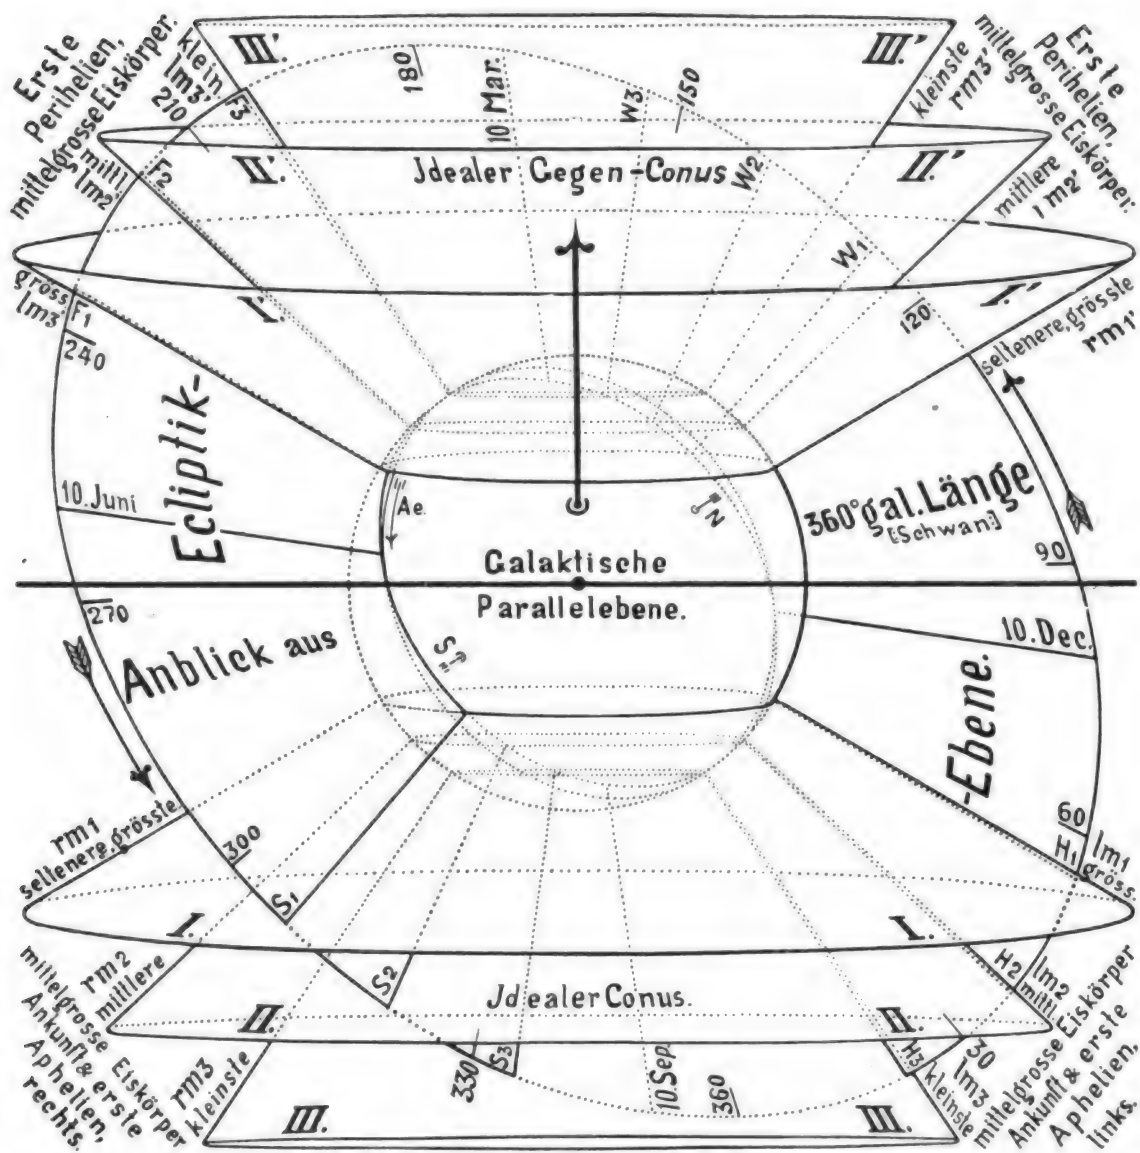 Erste
Perihelien,
mittelgrosse Eiskörper.
klein.
lm3'
210
F3
III.'
180
10 Mar.
W3
150
III.'
kleinste
rm3'
Erste
Perihelien,
mittelgrosse Eiskörper.
mittl.
lm2'
F2
II.'
Jdealer Gegen-Conus
W2
II.'
mittlere
rm2'
gröss.
lm3'
F1
240
I.'
W1
120
I.'
seltenere, grösste
rm1'
Ecliptik-
10. Juni
Ae.
N
360° gal. Länge
[Schwan]
90
Galaktische
Parallelebene.
270
10. Dec.
Anblick aus
-Ebene.
rm1
seltenere, grösste
300
S1
60
H1
lm1
gröss.
I.
I.
rm2
mittlere
S2
Jdealer Conus.
H2
lm2
mittl.
II.
II.
mittelgrosse Eiskörper
Ankunft & erste
Aphelien,
rechts.
rm3
kleinste
330
S3
10. Sep.
360
H3
30
lm3
kleinste
mittelgrosse Eiskörper
Ankunft & erste
Aphelien,
links.
III.
III.